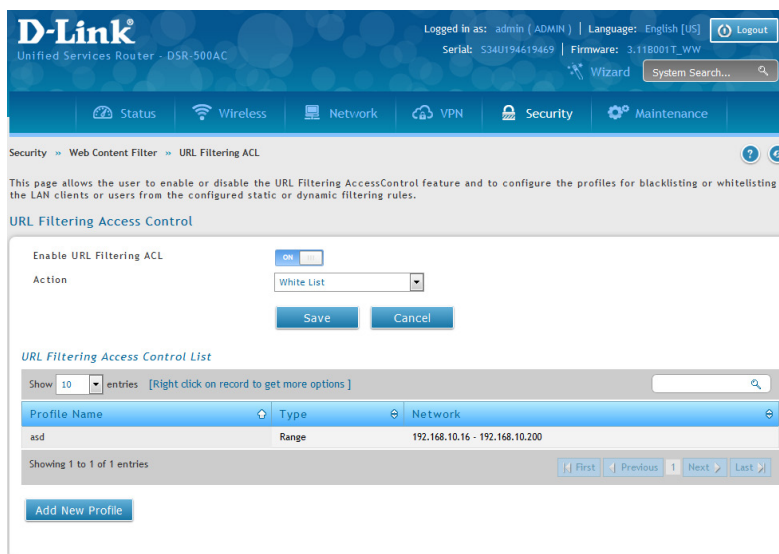 D-Link®
Unified Services Router - DSR-500AC
Logged in as: admin ( ADMIN ) | Language: English [US]
Logout
Serial: S34U194619469 | Firmware: 3.11B001T_WW
Wizard
System Search...
Status
Wireless
Network
VPN
Security
Maintenance
Security » Web Content Filter » URL Filtering ACL
This page allows the user to enable or disable the URL Filtering AccessControl feature and to configure the profiles for blacklisting or whitelisting
the LAN clients or users from the configured static or dynamic filtering rules.
URL Filtering Access Control
Enable URL Filtering ACL
ON
Action
White List
Save
Cancel
URL Filtering Access Control List
Show 10 entries [Right click on record to get more options ]
Profile Name
Type
Network
asd
Range
192.168.10.16 - 192.168.10.200
Showing 1 to 1 of 1 entries
First
Previous
1
Next
Last
Add New Profile